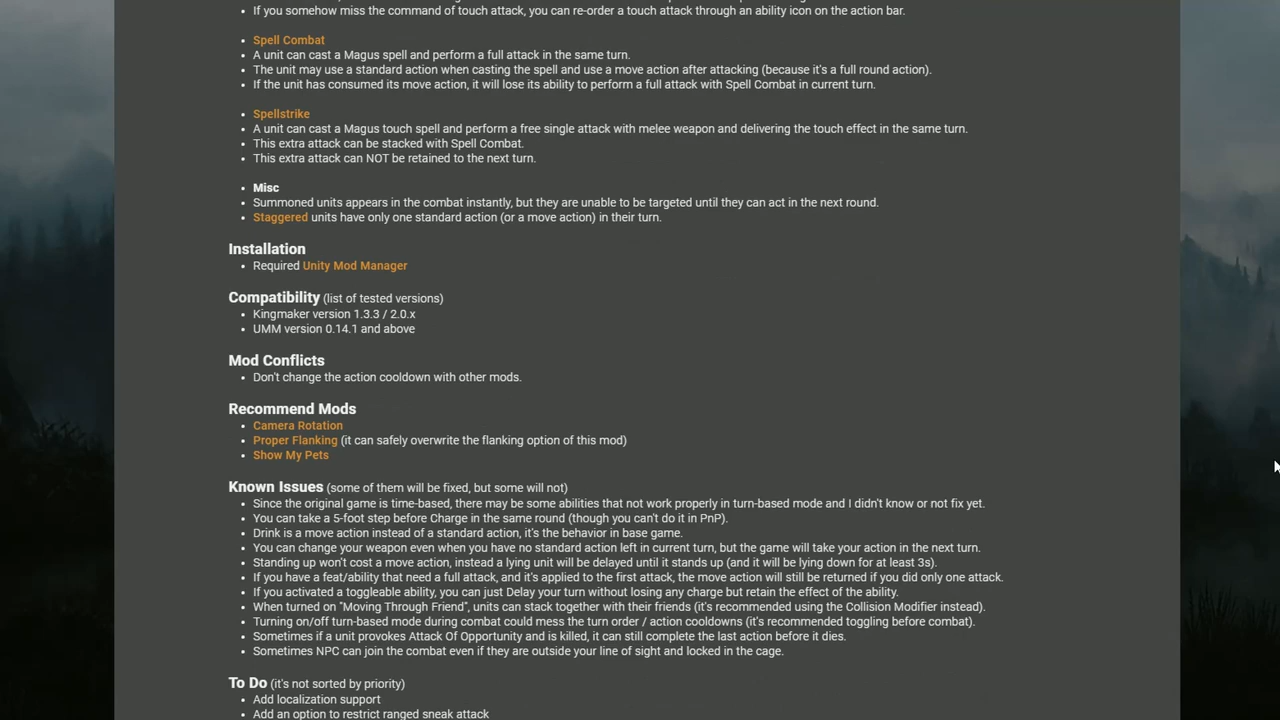 If you somehow miss the command of touch attack, you can re-order a touch attack through an ability icon on the action bar.
Spell Combat
A unit can cast a Magus spell and perform a full attack in the same turn.
The unit may use a standard action when casting the spell and use a move action after attacking (because it's a full round action).
If the unit has consumed its move action, it will lose its ability to perform a full attack with Spell Combat in current turn.
Spellstrike
A unit can cast a Magus touch spell and perform a free single attack with melee weapon and delivering the touch effect in the same turn.
This extra attack can be stacked with Spell Combat.
This extra attack can NOT be retained to the next turn.
Misc
Summoned units appears in the combat instantly, but they are unable to be targeted until they can act in the next round.
Staggered units have only one standard action (or a move action) in their turn.
Installation
Required Unity Mod Manager
Compatibility (list of tested versions)
Kingmaker version 1.3.3 / 2.0.x
UMM version 0.14.1 and above
Mod Conflicts
Don't change the action cooldown with other mods.
Recommend Mods
Camera Rotation
Proper Flanking (it can safely overwrite the flanking option of this mod)
Show My Pets
Known Issues (some of them will be fixed, but some will not)
Since the original game is time-based, there may be some abilities that not work properly in turn-based mode and I didn't know or not fix yet.
You can take a 5-foot step before Charge in the same round (though you can't do it in PnP).
Drink is a move action instead of a standard action, it's the behavior in base game.
You can change your weapon even when you have no standard action left in current turn, but the game will take your action in the next turn.
Standing up won't cost a move action, instead a lying unit will be delayed until it stands up (and it will be lying down for at least 3s).
If you have a feat/ability that need a full attack, and it's applied to the first attack, the move action will still be returned if you did only one attack.
If you activated a toggleable ability, you can just Delay your turn without losing any charge but retain the effect of the ability.
When turned on "Moving Through Friend", units can stack together with their friends (it's recommended using the Collision Modifier instead).
Turning on/off turn-based mode during combat could mess the turn order / action cooldowns (it's recommended toggling before combat).
Sometimes if a unit provokes Attack Of Opportunity and is killed, it can still complete the last action before it dies.
Sometimes NPC can join the combat even if they are outside your line of sight and locked in the cage.
To Do (it's not sorted by priority)
Add localization support
Add an option to restrict ranged sneak attack